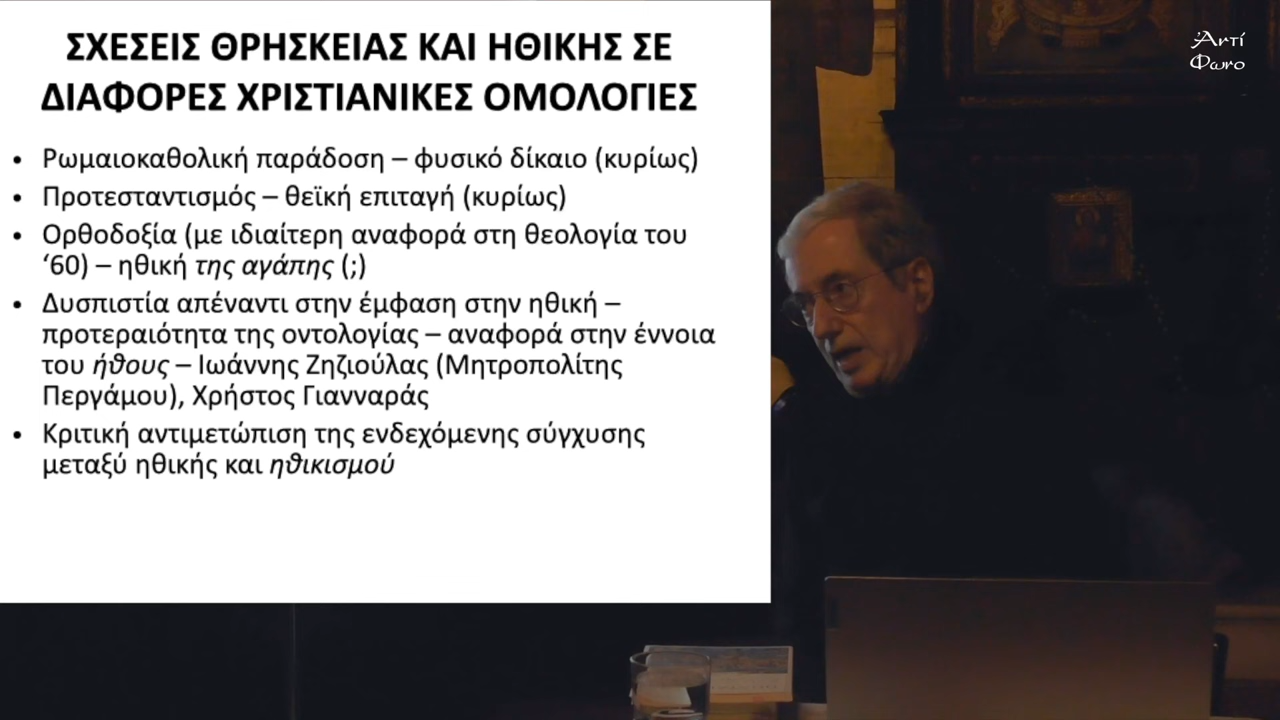 ΣΧΕΣΕΙΣ ΘΡΗΣΚΕΙΑΣ ΚΑΙ ΗΘΙΚΗΣ ΣΕ
ΔΙΑΦΟΡΕΣ ΧΡΙΣΤΙΑΝΙΚΕΣ ΟΜΟΛΟΓΙΕΣ
• Ρωμαιοκαθολική παράδοση – φυσικό δίκαιο (κυρίως)
• Προτεσταντισμός – θεϊκή επιταγή (κυρίως)
• Ορθοδοξία (με ιδιαίτερη αναφορά στη θεολογία του
‘60) – ηθική της αγάπης (;)
• Δυσπιστία απέναντι στην έμφαση στην ηθική –
προτεραιότητα της οντολογίας – αναφορά στην έννοια
του ήθους – Ιωάννης Ζηζιούλας (Μητροπολίτης
Περγάμου), Χρήστος Γιανναράς
• Κριτική αντιμετώπιση της ενδεχόμενης σύγχυσης
μεταξύ ηθικής και ηθικισμού
Ἀντί
Φωνο